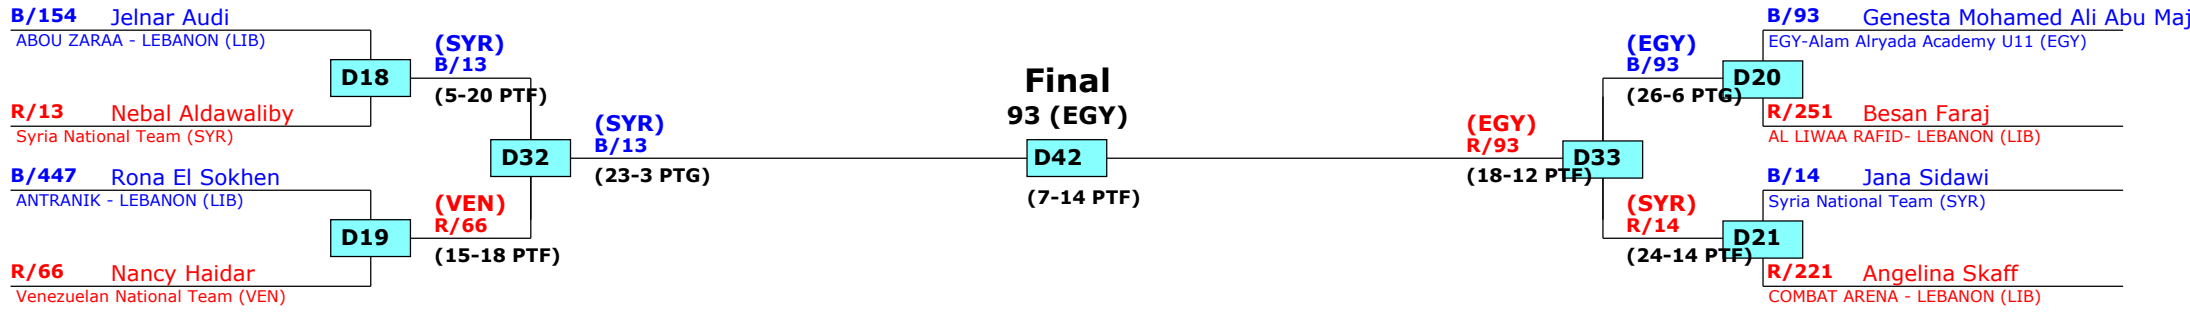 B/154 Jelnar Audi
ABOU ZARAA - LEBANON (LIB)
D18
R/13 Nebal Aldawaliby
Syria National Team (SYR)
B/447 Rona El Sokhen
ANTRANIK - LEBANON (LIB)
D19
R/66 Nancy Haidar
Venezuelan National Team (VEN)
(SYR)
B/13
(5-20 PTF)
D32
(VEN)
R/66
(15-18 PTF)
(SYR)
B/13
(23-3 PTG)
Final
93 (EGY)
D42
(7-14 PTF)
(EGY)
R/93
(18-12 PTF)
D33
(EGY)
B/93
(26-6 PTG)
(SYR)
R/14
(24-14 PTF)
B/93 Genesta Mohamed Ali Abu Maj
EGY-Alam Alryada Academy U11 (EGY)
D20
R/251 Besan Faraj
AL LIWAA RAFID- LEBANON (LIB)
B/14 Jana Sidawi
Syria National Team (SYR)
D21
R/221 Angelina Skaff
COMBAT ARENA - LEBANON (LIB)